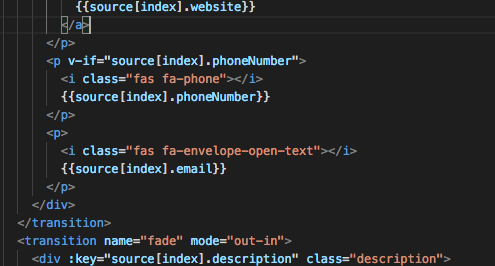 {{source[index].website}}
</a>
</p>
<p v-if="source[index].phoneNumber">
<i class="fas fa-phone"></i>
{{source[index].phoneNumber}}
</p>
<p>
<i class="fas fa-envelope-open-text"></i>
{{source[index].email}}
</p>
</div>
</transition>
<transition name="fade" mode="out-in">
<div :key="source[index].description" class="description">